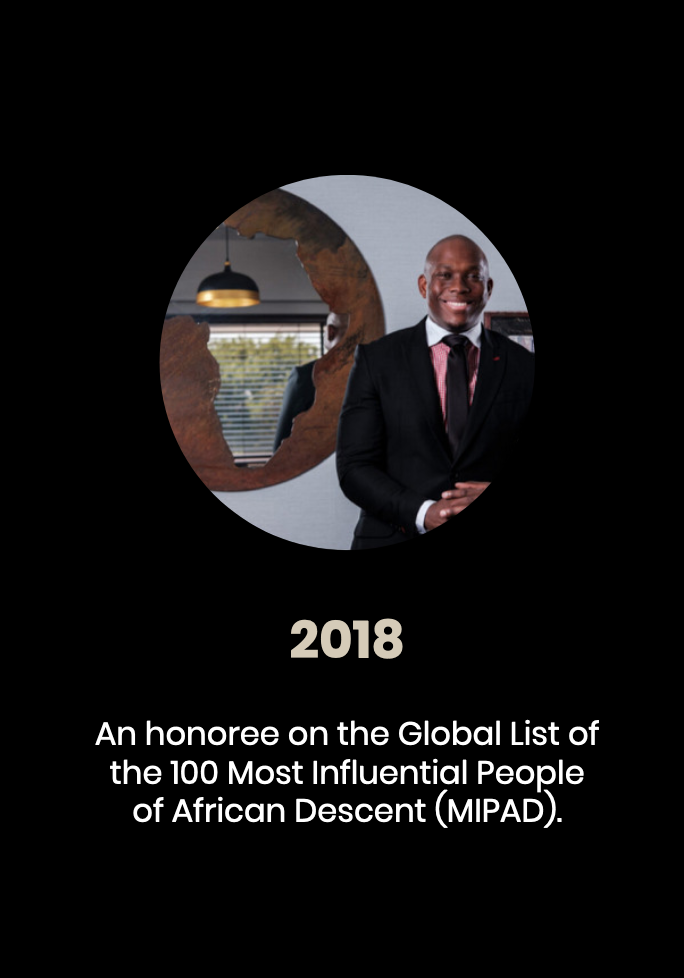 2018
An honoree on the Global List of
the 100 Most Influential People
of African Descent (MIPAD).